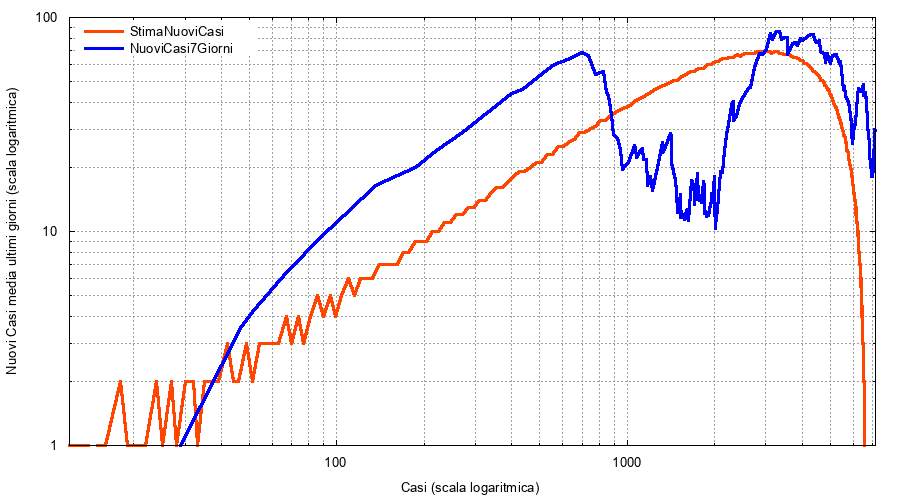 StimaNuoviCasi
NuoviCasi7Giorni
100
10
1
Nuovi Casi media ultimi giorni (scala logaritmica)
100
1000
Casi (scala logaritmica)